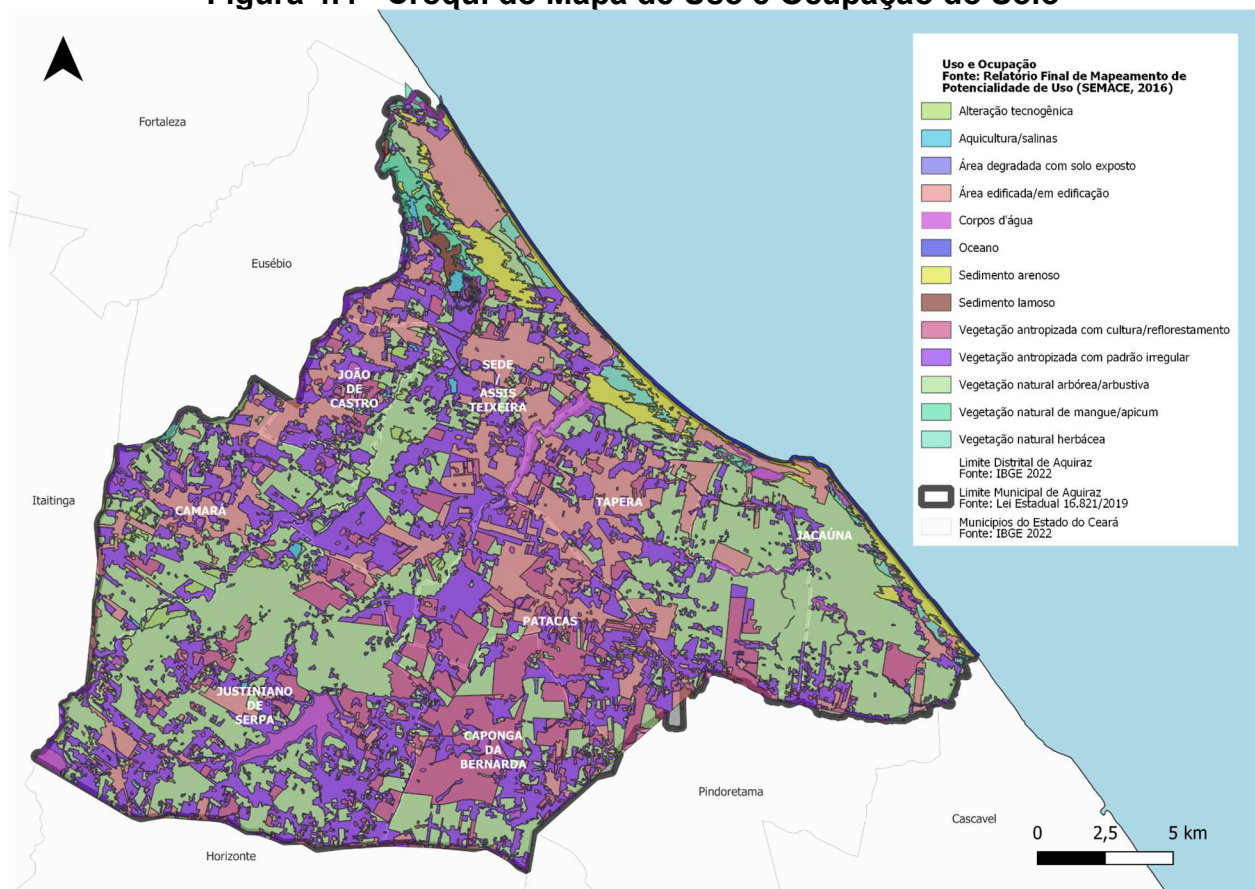 Figura - Croqui do Mapa de Uso e Ocupação do Solo
Fortaleza
Eusébio
Itaitinga
Horizonte
Pindoretama
Cascavel
JOÃO
DE
CASTRO
SEDE
/
ASSIS
TEIXEIRA
CAMARÁ
TAPERA
JACAÚNA
PATACAS
JUSTINIANO
DE
SERPA
CAPONGA
DA
BERNARDA
Uso e Ocupação
Fonte: Relatório Final de Mapeamento de
Potencialidade de Uso (SEMACE, 2016)
Alteração tecnogênica
Aquicultura/salinas
Área degradada com solo exposto
Área edificada/em edificação
Corpos d'água
Oceano
Sedimento arenoso
Sedimento lamoso
Vegetação antropizada com cultura/reflorestamento
Vegetação antropizada com padrão irregular
Vegetação natural arbórea/arbustiva
Vegetação natural de mangue/apicum
Vegetação natural herbácea
Limite Distrital de Aquiraz
Fonte: IBGE 2022
Limite Municipal de Aquiraz
Fonte: Lei Estadual 16.821/2019
Municipios do Estado do Ceará
Fonte: IBGE 2022
0 2,5 5 km